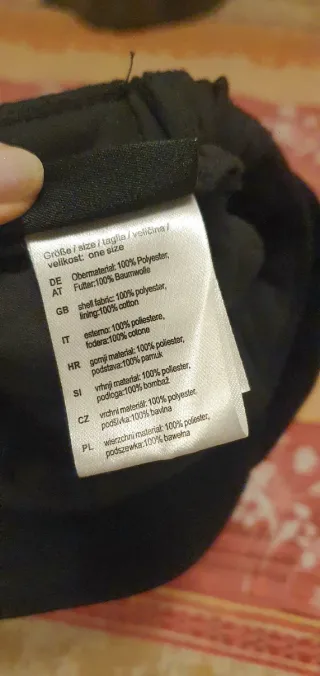 Größe / size / taglia / veličina /
velikost: one size
DE Obermaterial: 100% Polyester,
AT Futter:100% Baumwolle
GB shell fabric: 100% polyester,
lining:100% cotton
IT esterno: 100% poliestere,
fodera:100% cotone
HR gornji materijal: 100% poliester,
podstava:100% pamuk
SI vrhnji material: 100% poliester,
podloga:100% bombaž
CZ vrchní materiál: 100% polyester,
podšívka:100% bavlna
PL wierzchni materiał: 100% poliester,
podszewka:100% bawełna